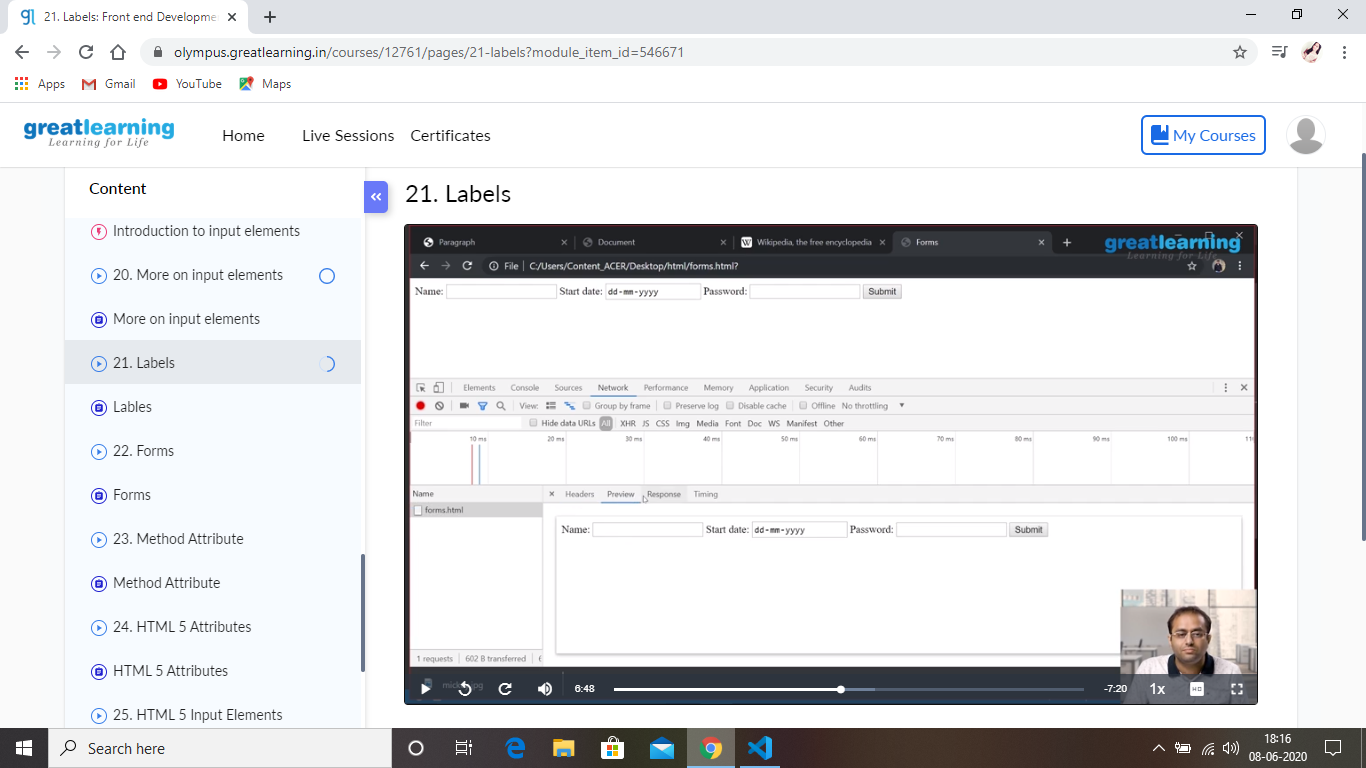 21. Labels: Front end Developme
olympus.greatlearning.in/courses/12761/pages/21-labels?module_item_id=546671
Apps Gmail YouTube Maps
greatlearning
Learning for Life
Home Live Sessions Certificates My Courses
Content
Introduction to input elements
20. More on input elements
More on input elements
21. Labels
Lables
22. Forms
Forms
23. Method Attribute
Method Attribute
24. HTML 5 Attributes
HTML 5 Attributes
25. HTML 5 Input Elements
21. Labels
Paragraph Document Wikipedia, the free encyclopedia Forms
greatlearning
Learning for Life
File C:/Users/Content_ACER/Desktop/html/forms.html?
Name: Start date: dd-mm-yyyy Password: Submit
Elements Console Sources Network Performance Memory Application Security Audits
View: Group by frame Preserve log Disable cache Offline No throttling
Filter Hide data URLs All XHR JS CSS Img Media Font Doc WS Manifest Other
10 ms 20 ms 30 ms 40 ms 50 ms 60 ms 70 ms 80 ms 90 ms 100 ms 11
Name Headers Preview Response Timing
forms.html
Name: Start date: dd-mm-yyyy Password: Submit
1 requests 602 B transferred
6:48 -7:20 1x HD
Search here
18:16
08-06-2020